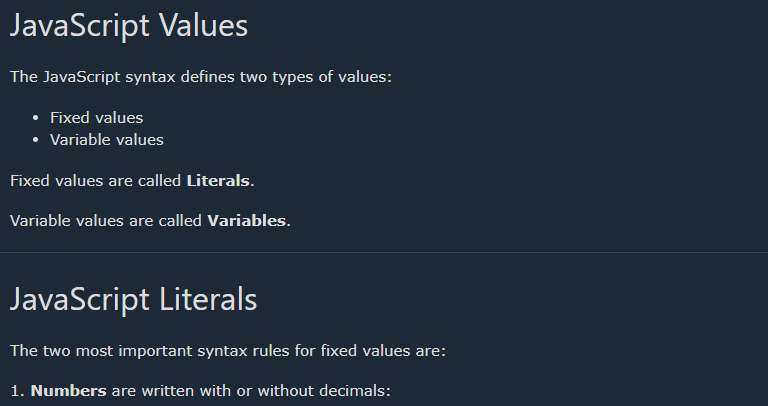 JavaScript Values
The JavaScript syntax defines two types of values:
• Fixed values
• Variable values
Fixed values are called Literals.
Variable values are called Variables.
JavaScript Literals
The two most important syntax rules for fixed values are:
1. Numbers are written with or without decimals: